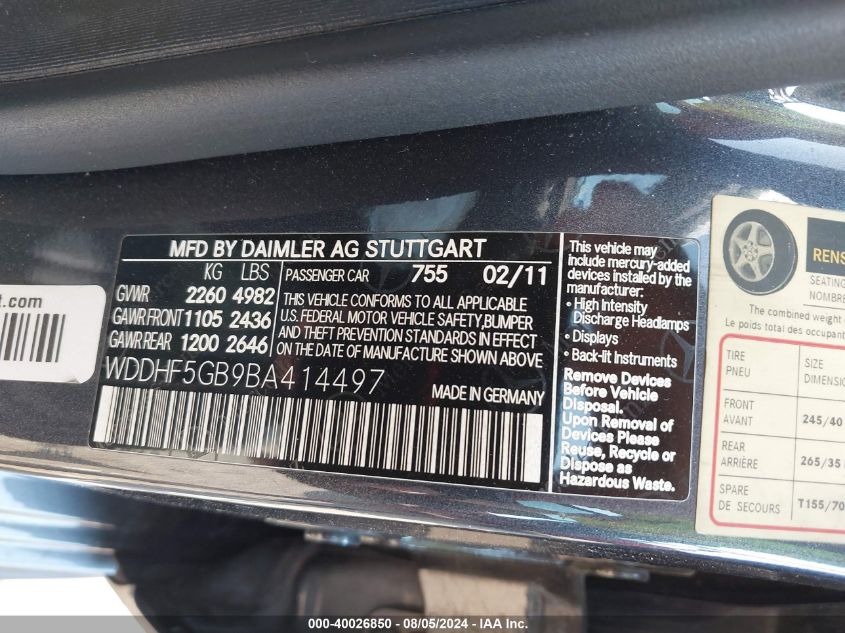 MFD BY DAIMLER AG STUTTGART
KG LBS
GVWR 2260 4982
GAWR FRONT 1105 2436
GAWR REAR 1200 2646
PASSENGER CAR 755 02/11
THIS VEHICLE CONFORMS TO ALL APPLICABLE
U.S. FEDERAL MOTOR VEHICLE SAFETY, BUMPER
AND THEFT PREVENTION STANDARDS IN EFFECT
ON THE DATE OF MANUFACTURE SHOWN ABOVE
WDDHF5GB9BA414497
MADE IN GERMANY
This vehicle may
include mercury-added
devices installed by the
manufacturer:
• High Intensity
Discharge Headlamps
• Displays
• Back-lit Instruments
Remove Devices
Before Vehicle
Disposal.
Upon Removal of
Devices Please
Reuse, Recycle or
Dispose as
Hazardous Waste.
t.com
RENS
SEATING
NOMBRE
The combined weight
Le poids total des occupant
TIRE
PNEU
SIZE
DIMENSION
FRONT
AVANT
245/40
REAR
ARRIÈRE
265/35
SPARE
DE SECOURS
T155/70
000-40026850 - 08/05/2024 - IAA Inc.